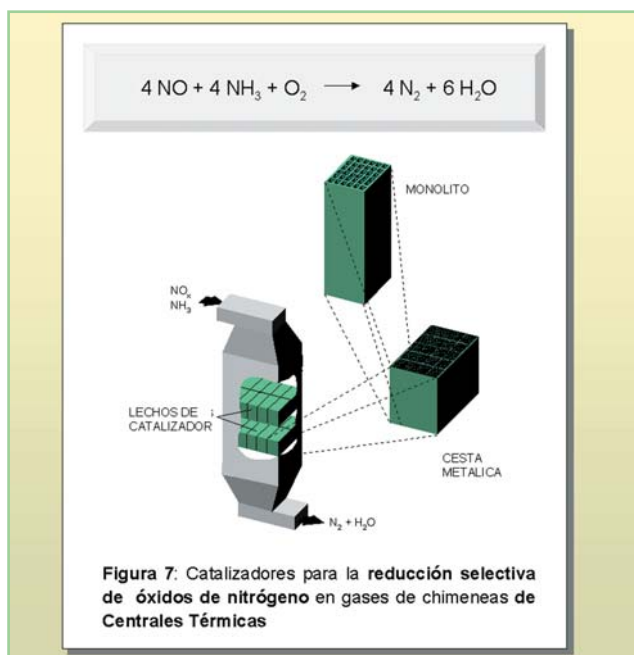 4 NO + 4 NH₃ + O₂ → 4 N₂ + 6 H₂O
MONOLITO
NOₓ
NH₃
LECHOS DE
CATALIZADOR
CESTA
METALICA
N₂ + H₂O
Figura 7: Catalizadores para la reducción selectiva
de óxidos de nitrógeno en gases de chimeneas de
Centrales Térmicas